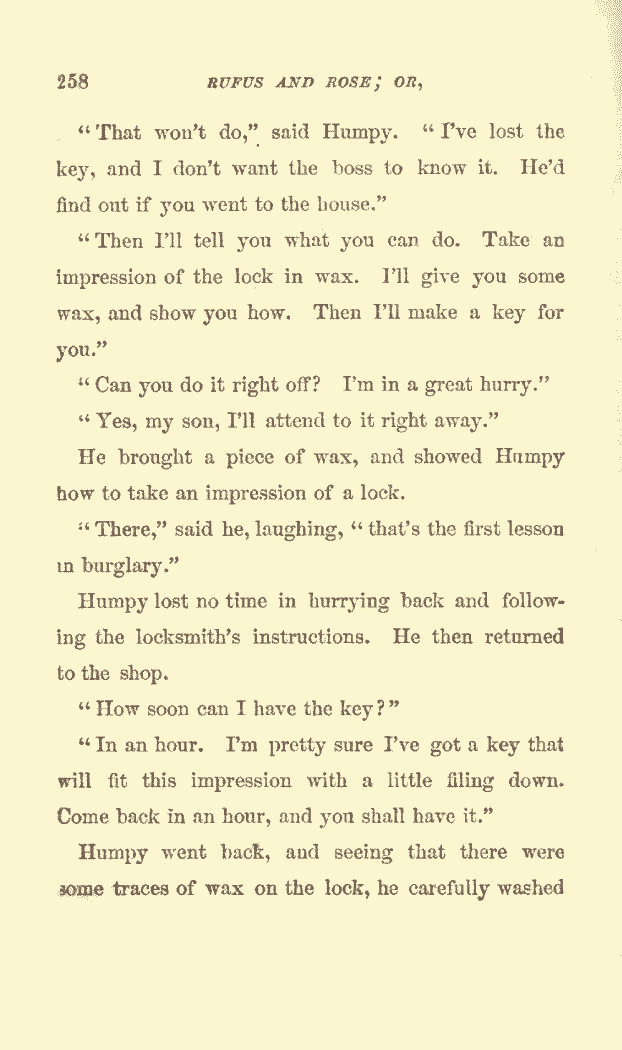 258 RUFUS AND ROSE; OR,
“That won’t do,” said Humpy. “I’ve lost the
key, and I don’t want the boss to know it. He’d
find out if you went to the house.”
“Then I’ll tell you what you can do. Take an
impression of the lock in wax. I’ll give you some
wax, and show you how. Then I’ll make a key for
you.”
“Can you do it right off? I’m in a great hurry.”
“Yes, my son, I’ll attend to it right away.”
He brought a piece of wax, and showed Humpy
how to take an impression of a lock.
“There,” said he, laughing, “that’s the first lesson
in burglary.”
Humpy lost no time in hurrying back and follow-
ing the locksmith’s instructions. He then returned
to the shop.
“How soon can I have the key?”
“In an hour. I’m pretty sure I’ve got a key that
will fit this impression with a little filing down.
Come back in an hour, and you shall have it.”
Humpy went back, and seeing that there were
some traces of wax on the lock, he carefully washed